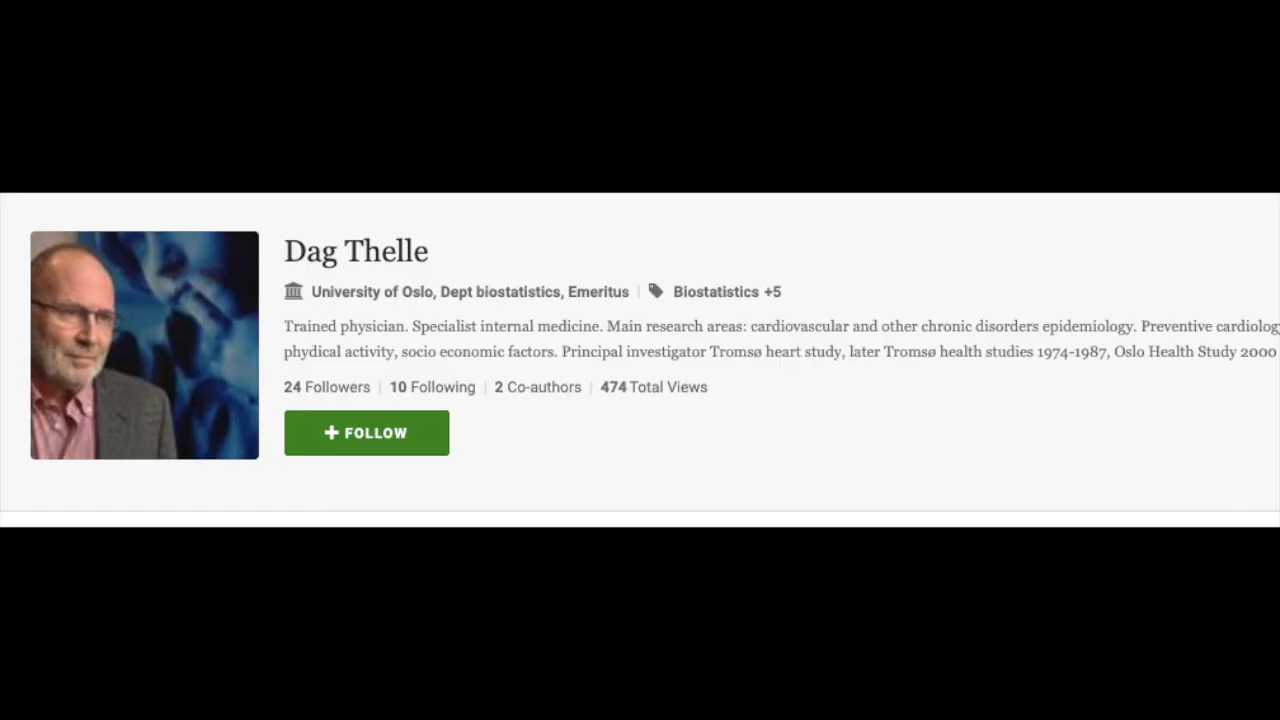 Dag Thelle
University of Oslo, Dept biostatistics, Emeritus | Biostatistics +5
Trained physician. Specialist internal medicine. Main research areas: cardiovascular and other chronic disorders epidemiology. Preventive cardiolog
phydical activity, socio economic factors. Principal investigator Tromsø heart study, later Tromsø health studies 1974-1987, Oslo Health Study 2000
24 Followers | 10 Following | 2 Co-authors | 474 Total Views
+ FOLLOW